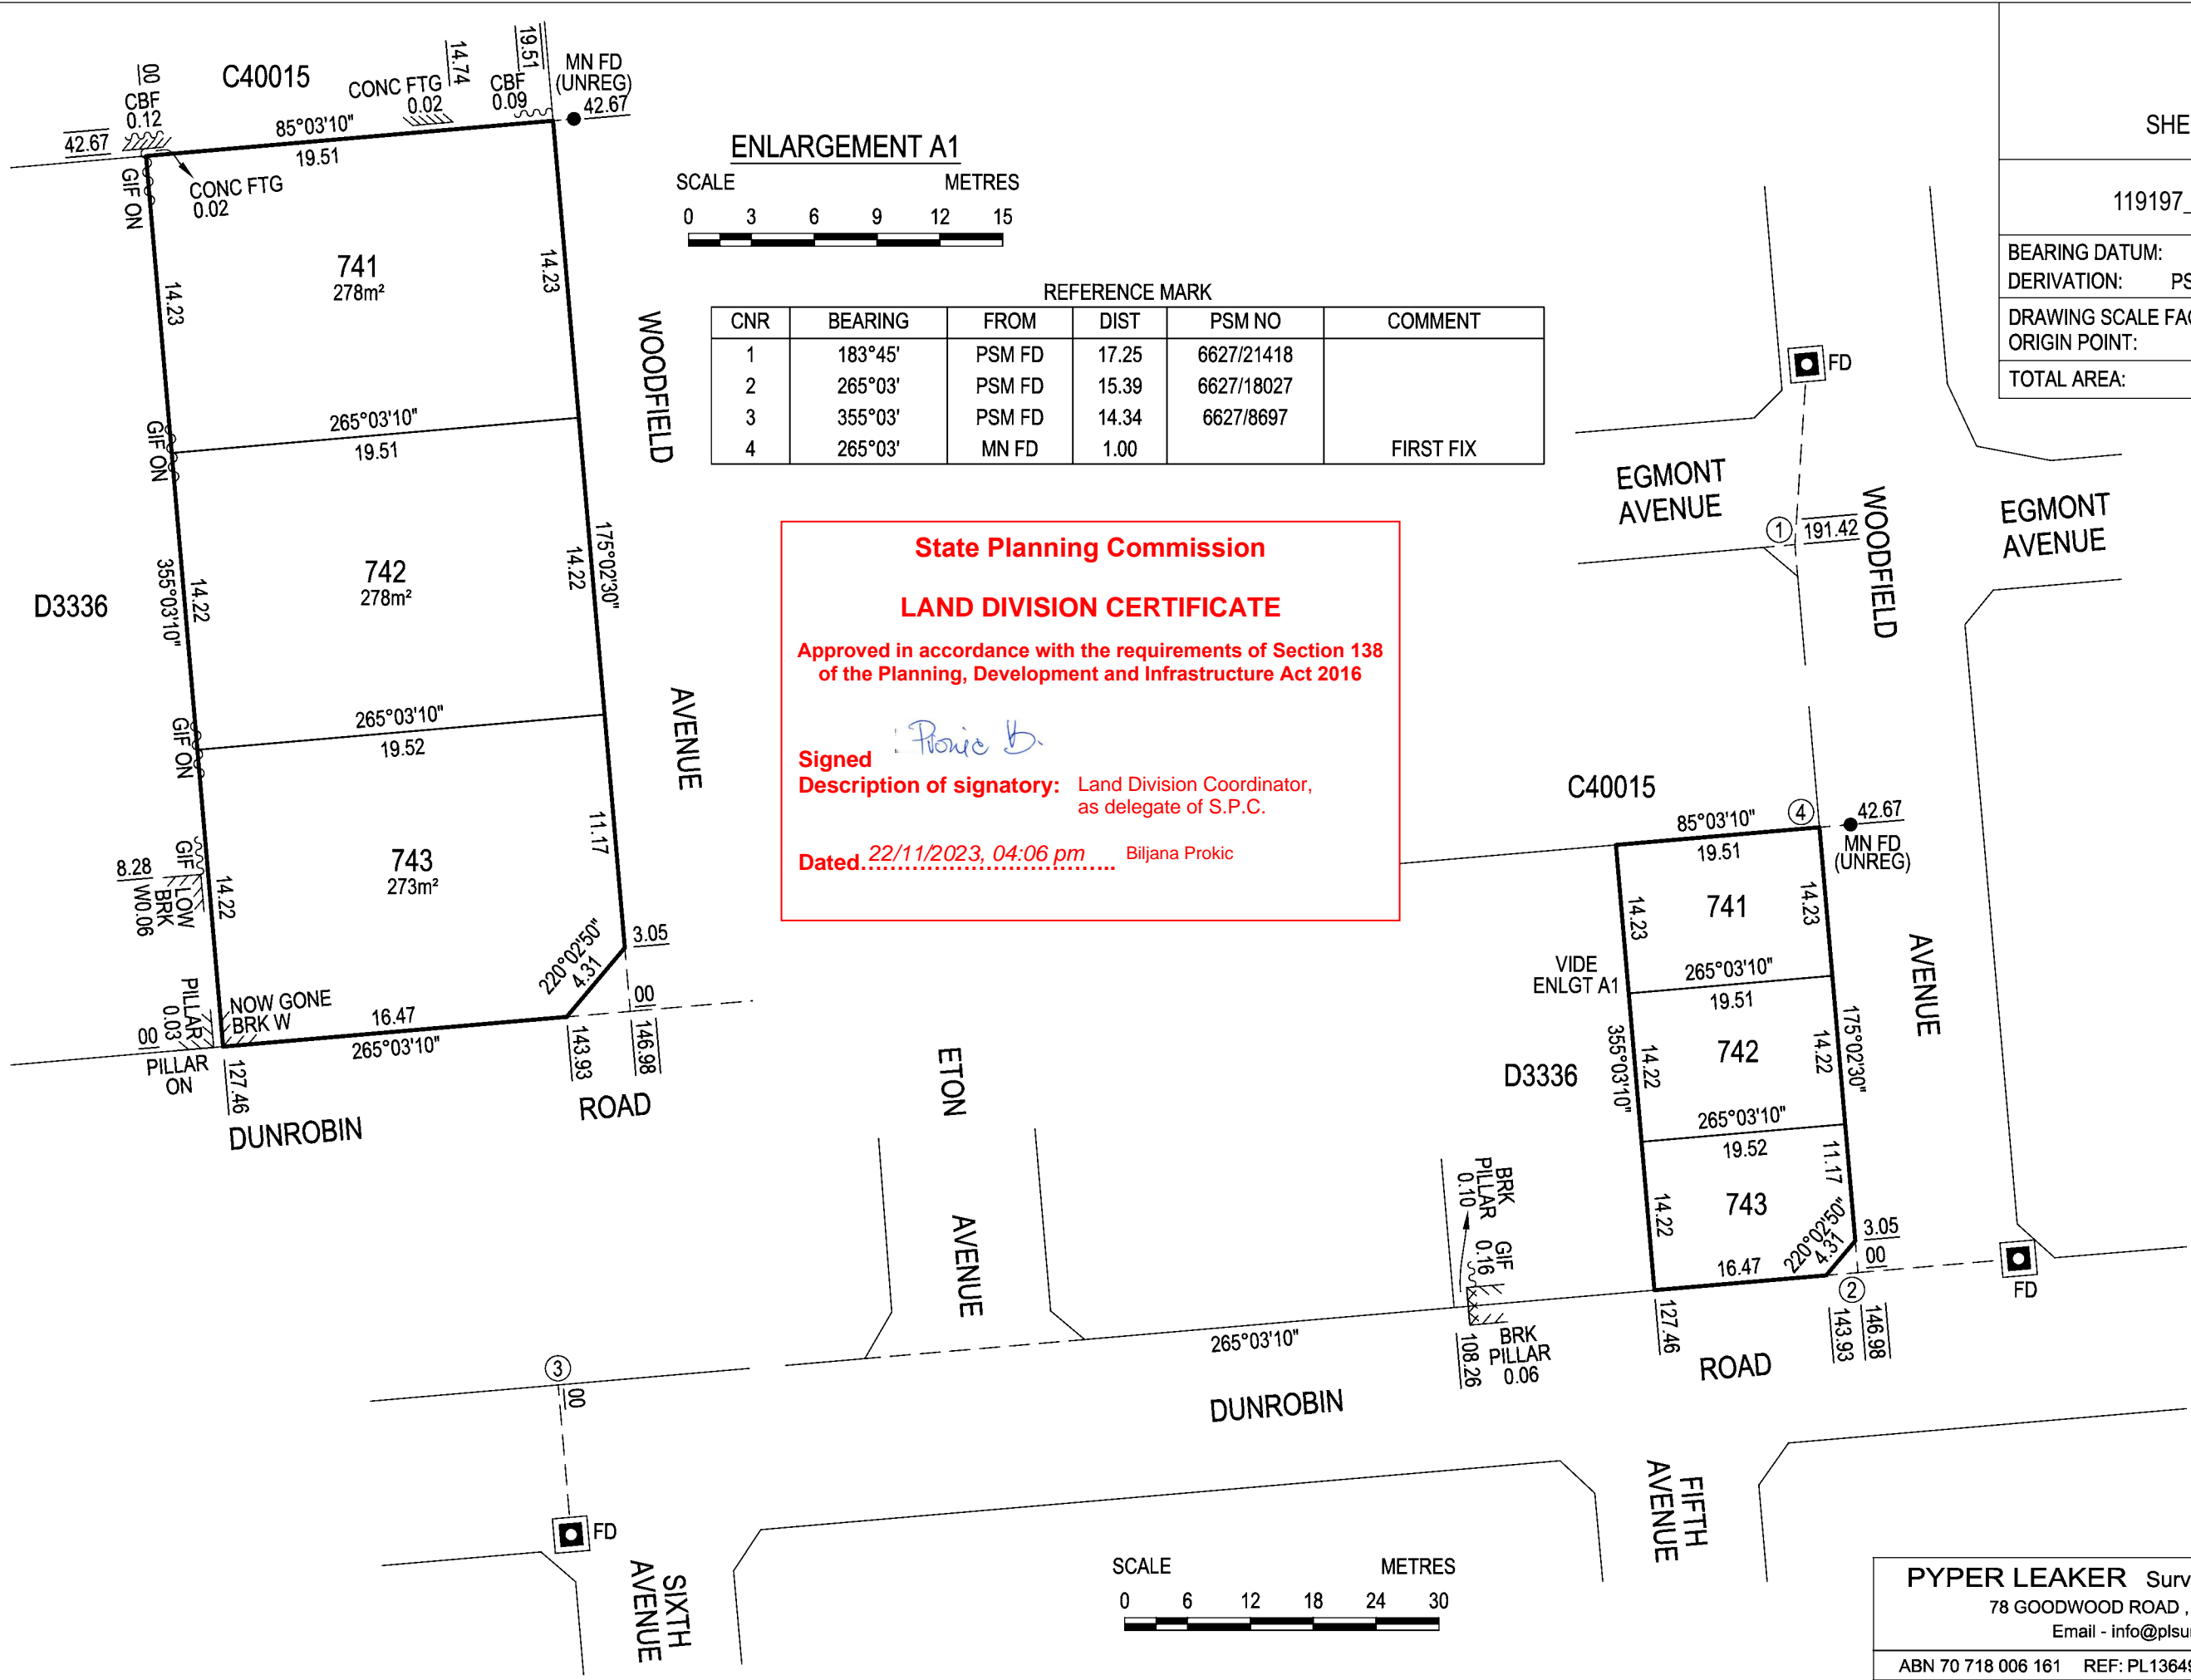 00
C40015
CBF
0.12
42.67
85°03'10"
19.51
CONC FTG
0.02
14.74
CBF
0.09
19.51
MN FD
(UNREG)
42.67
GIF ON
CONC FTG
0.02
741
278m²
14.23
14.23
GIF ON
265°03'10"
19.51
D3336
355°03'10"
14.22
742
278m²
14.22
175°02'30"
GIF ON
265°03'10"
19.52
8.28
GIF
LOW
BRK
W0.06
14.22
743
273m²
11.17
220°02'50"
4.31
3.05
00
PILLAR
0.03
00
PILLAR
ON
NOW GONE
BRK W
16.47
265°03'10"
127.46
143.93
146.98
DUNROBIN
ROAD
WOODFIELD
AVENUE
ENLARGEMENT A1
SCALE METRES
0 3 6 9 12 15
REFERENCE MARK
CNR BEARING FROM DIST PSM NO COMMENT
1 183°45' PSM FD 17.25 6627/21418
2 265°03' PSM FD 15.39 6627/18027
3 355°03' PSM FD 14.34 6627/8697
4 265°03' MN FD 1.00 FIRST FIX
State Planning Commission
LAND DIVISION CERTIFICATE
Approved in accordance with the requirements of Section 138
of the Planning, Development and Infrastructure Act 2016
Signed
Description of signatory: Land Division Coordinator,
as delegate of S.P.C.
Dated 22/11/2023, 04:06 pm Biljana Prokic
SHE
119197_
BEARING DATUM:
DERIVATION: PS
DRAWING SCALE FAC
ORIGIN POINT:
TOTAL AREA:
FD
EGMONT
AVENUE
1
191.42
WOODFIELD
EGMONT
AVENUE
C40015
85°03'10"
19.51
4
42.67
MN FD
(UNREG)
14.23
741
14.23
VIDE
ENLGT A1
265°03'10"
19.51
AVENUE
D3336
355°03'10"
14.22
742
14.22
175°02'30"
265°03'10"
19.52
11.17
14.22
743
220°02'50"
4.31
3.05
00
16.47
2
FD
127.46
143.93
146.98
ROAD
BRK
PILLAR
0.10
GIF
0.16
108.26
BRK
PILLAR
0.06
265°03'10"
DUNROBIN
ETON
AVENUE
3
00
FD
SIXTH
AVENUE
FIFTH
AVENUE
SCALE METRES
0 6 12 18 24 30
PYPER LEAKER Surv
78 GOODWOOD ROAD ,
Email - info@plsu
ABN 70 718 006 161 REF: PL13649